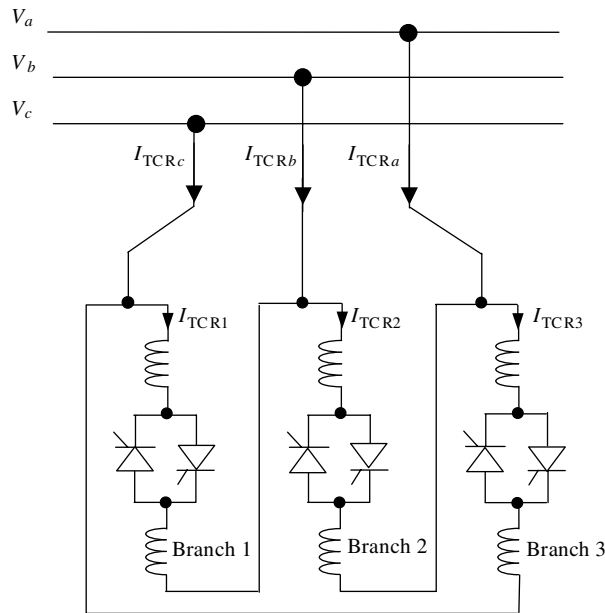 V_a
V_b
V_c
I_TCRc I_TCRb I_TCRa
I_TCR1 I_TCR2 I_TCR3
Branch 1 Branch 2 Branch 3